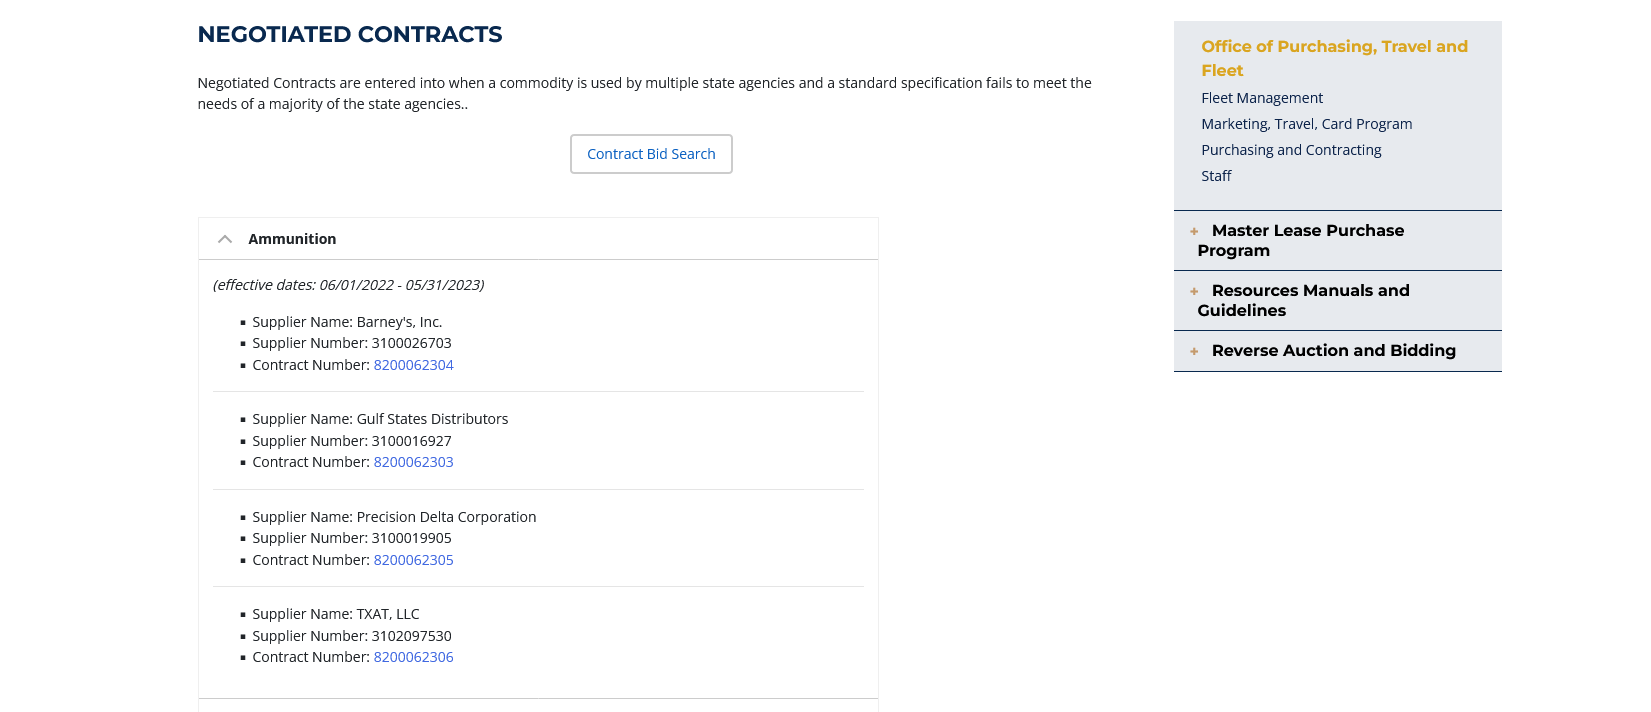 NEGOTIATED CONTRACTS
Negotiated Contracts are entered into when a commodity is used by multiple state agencies and a standard specification fails to meet the
needs of a majority of the state agencies..
Contract Bid Search
Ammunition
(effective dates: 06/01/2022 - 05/31/2023)
▪ Supplier Name: Barney's, Inc.
▪ Supplier Number: 3100026703
▪ Contract Number: 8200062304
▪ Supplier Name: Gulf States Distributors
▪ Supplier Number: 3100016927
▪ Contract Number: 8200062303
▪ Supplier Name: Precision Delta Corporation
▪ Supplier Number: 3100019905
▪ Contract Number: 8200062305
▪ Supplier Name: TXAT, LLC
▪ Supplier Number: 3102097530
▪ Contract Number: 8200062306
Office of Purchasing, Travel and
Fleet
Fleet Management
Marketing, Travel, Card Program
Purchasing and Contracting
Staff
+ Master Lease Purchase
Program
+ Resources Manuals and
Guidelines
+ Reverse Auction and Bidding